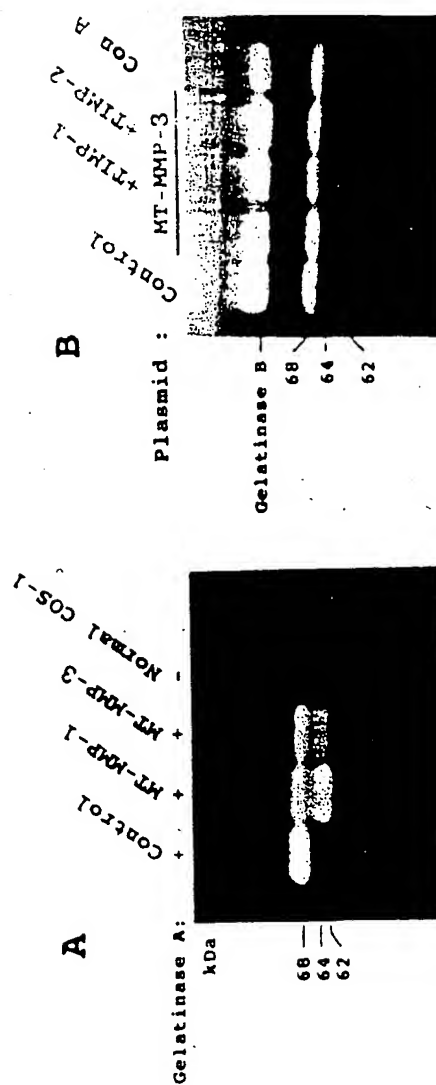 A
Control
MT-MMP-1
MT-MMP-3
Normal COS-1
Gelatinase A: + + + -
kDa
68
64
62
B
Plasmid :
Control
+TIMP-1
+TIMP-2
Con A
MT-MMP-3
Gelatinase B
68
64
62